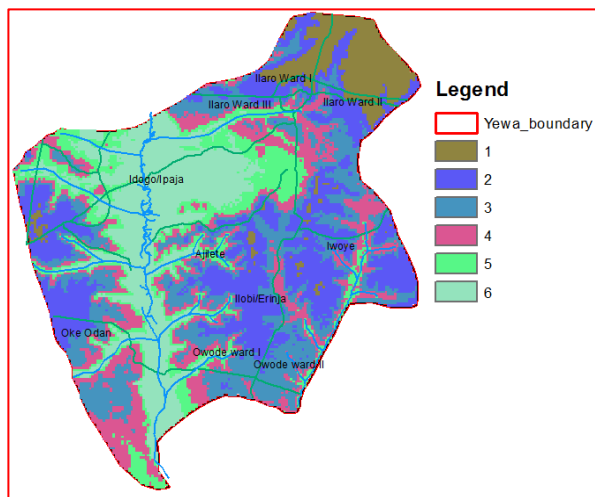 Ilaro Ward I
Ilaro Ward III
Ilaro Ward II
Idogo/Ipaja
Ajilete
Iwoye
Ilobi/Erinja
Oke Odan
Owode ward I
Owode ward II
Legend
Yewa_boundary
1
2
3
4
5
6